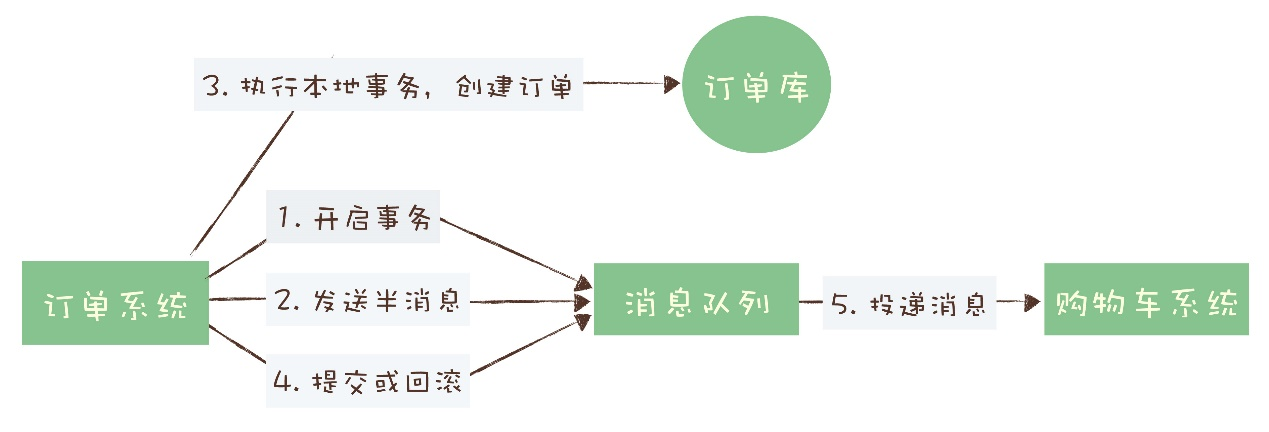 3. 执行本地事务，创建订单
订单库
1. 开启事务
订单系统
2. 发送半消息
消息队列
5. 投递消息
购物车系统
4. 提交或回滚